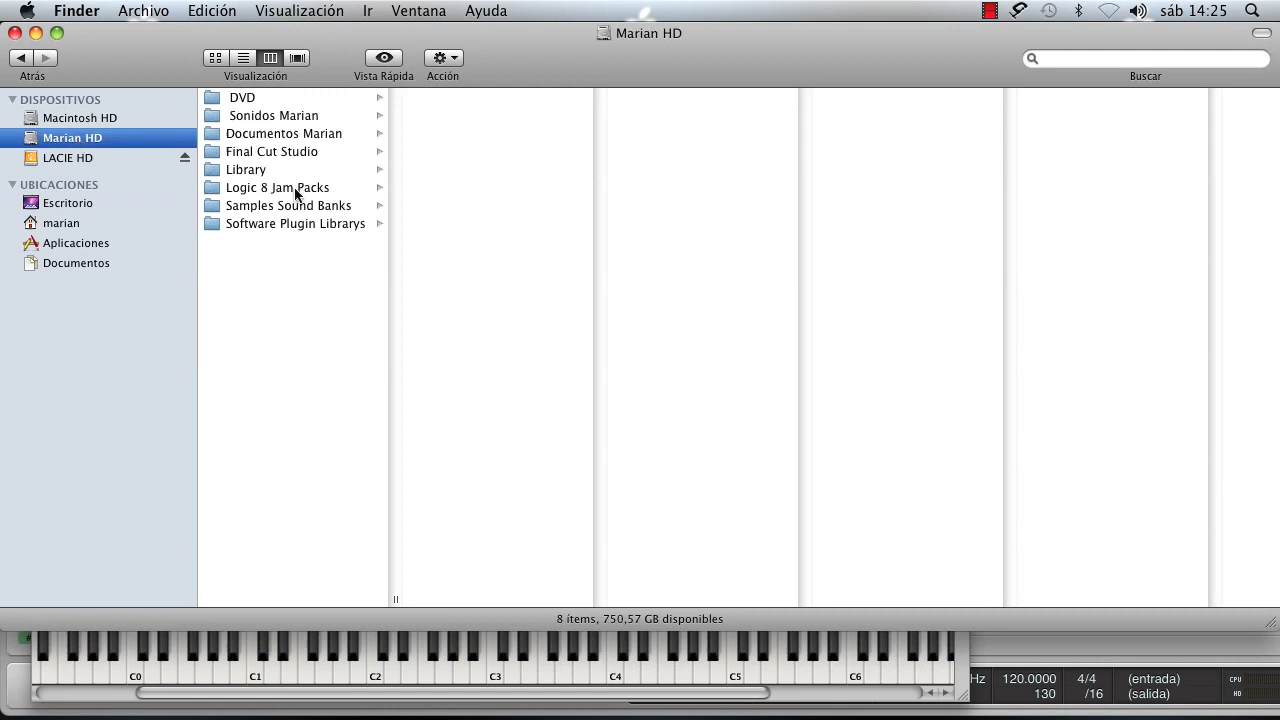 Finder Archivo Edición Visualización Ir Ventana Ayuda sáb 14:25
Marian HD
Atrás Visualización Vista Rápida Acción Buscar
DISPOSITIVOS
Macintosh HD
Marian HD
LACIE HD
UBICACIONES
Escritorio
marian
Aplicaciones
Documentos
DVD
Sonidos Marian
Documentos Marian
Final Cut Studio
Library
Logic 8 Jam Packs
Samples Sound Banks
Software Plugin Librarys
8 ítems, 750,57 GB disponibles
C0 C1 C2 C3 C4 C5 C6
Hz 120.0000 4/4 (entrada) CPU
130 /16 (salida) HD